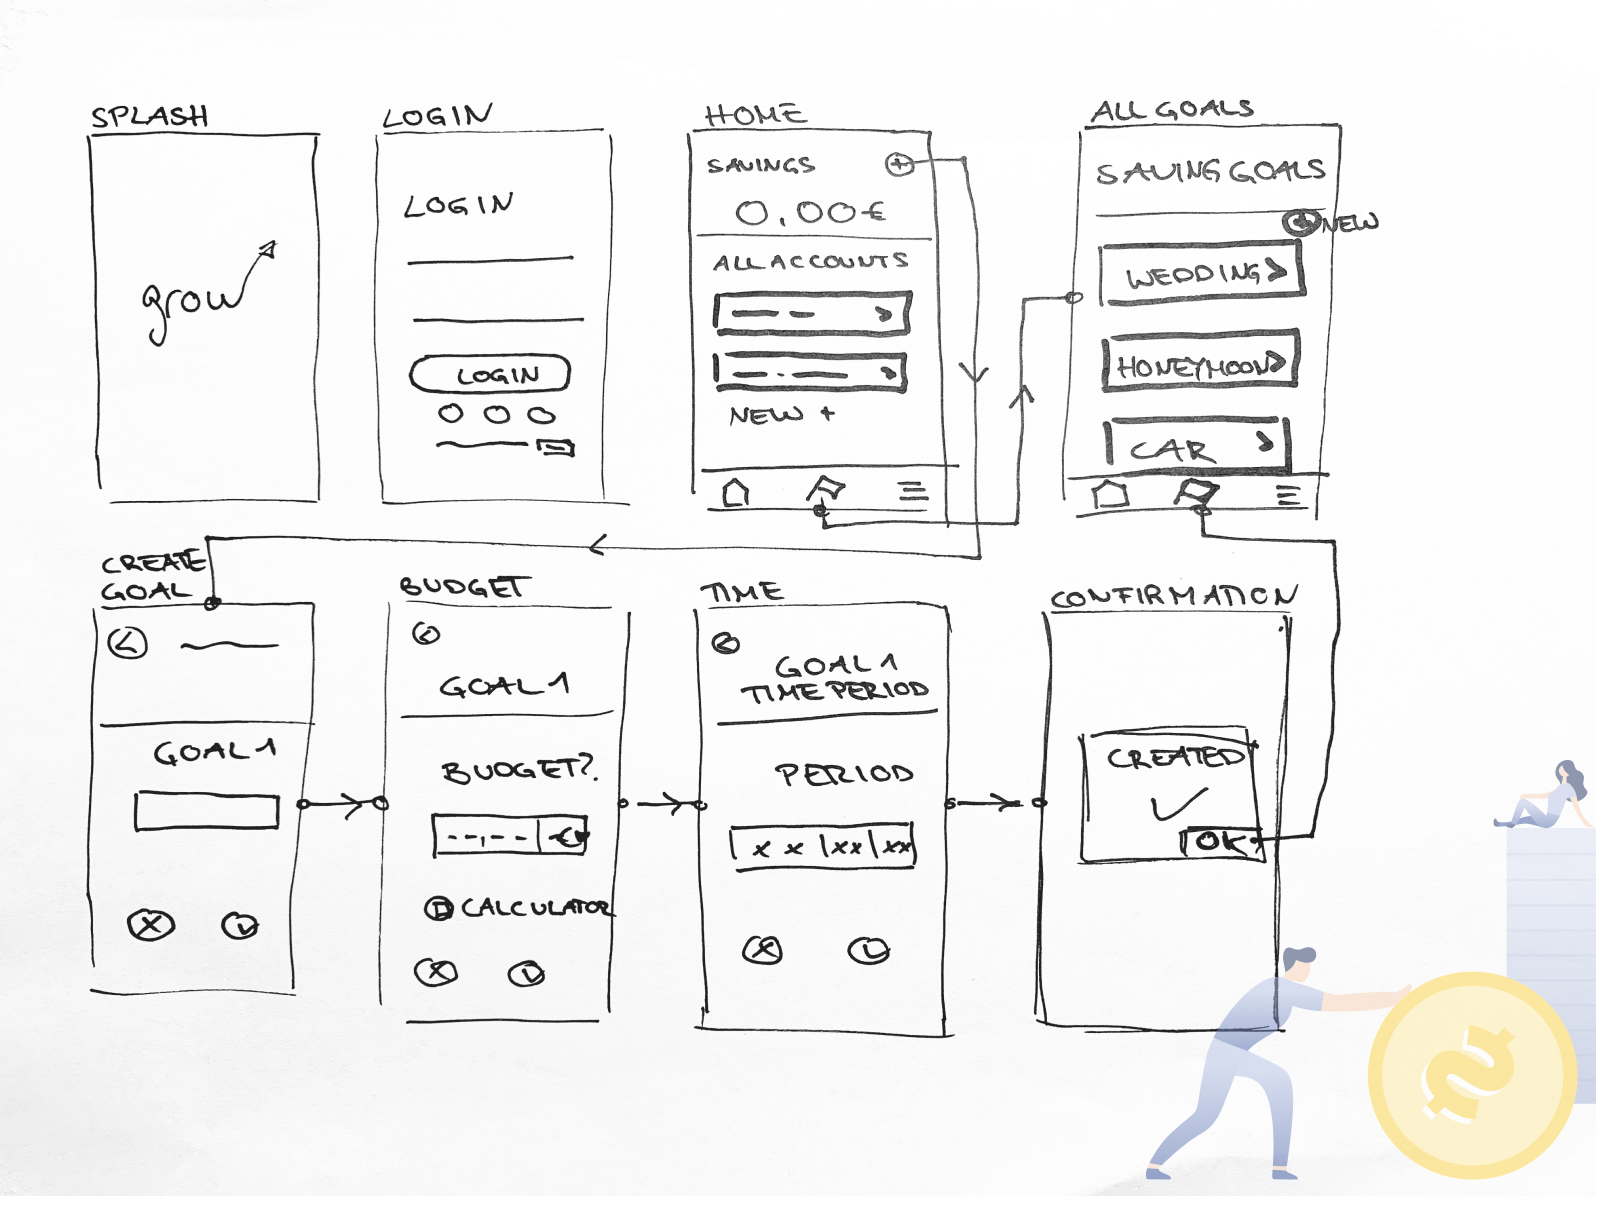 SPLASH
grow
LOGIN
LOGIN
LOGIN
HOME
SAVINGS
0,00€
ALL ACCOUNTS
NEW +
ALL GOALS
SAVING GOALS
+ NEW
WEDDING >
HONEYMOON >
CAR >
CREATE
GOAL
<
GOAL 1
X
BUDGET
<
GOAL 1
BUDGET?.
--,-- €
CALCULATOR
X
TIME
<
GOAL 1
TIME PERIOD
PERIOD
x x | xx | xx
X
CONFIRMATION
CREATED
✓
OK
$